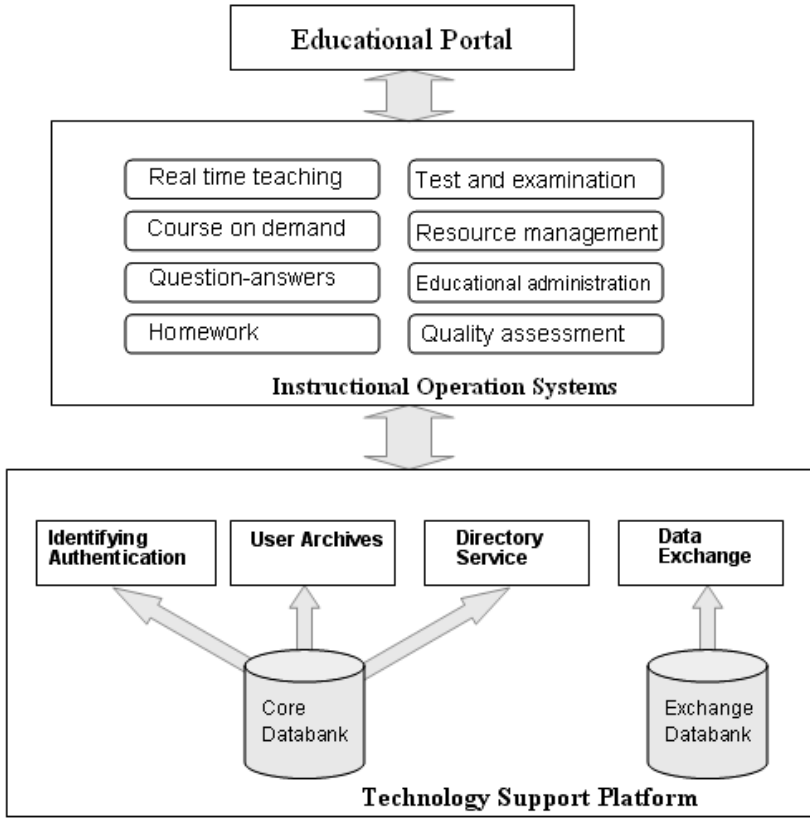 Educational Portal
Real time teaching
Test and examination
Course on demand
Resource management
Question-answers
Educational administration
Homework
Quality assessment
Instructional Operation Systems
Identifying
Authentication
User Archives
Directory
Service
Data
Exchange
Core
Databank
Exchange
Databank
Technology Support Platform